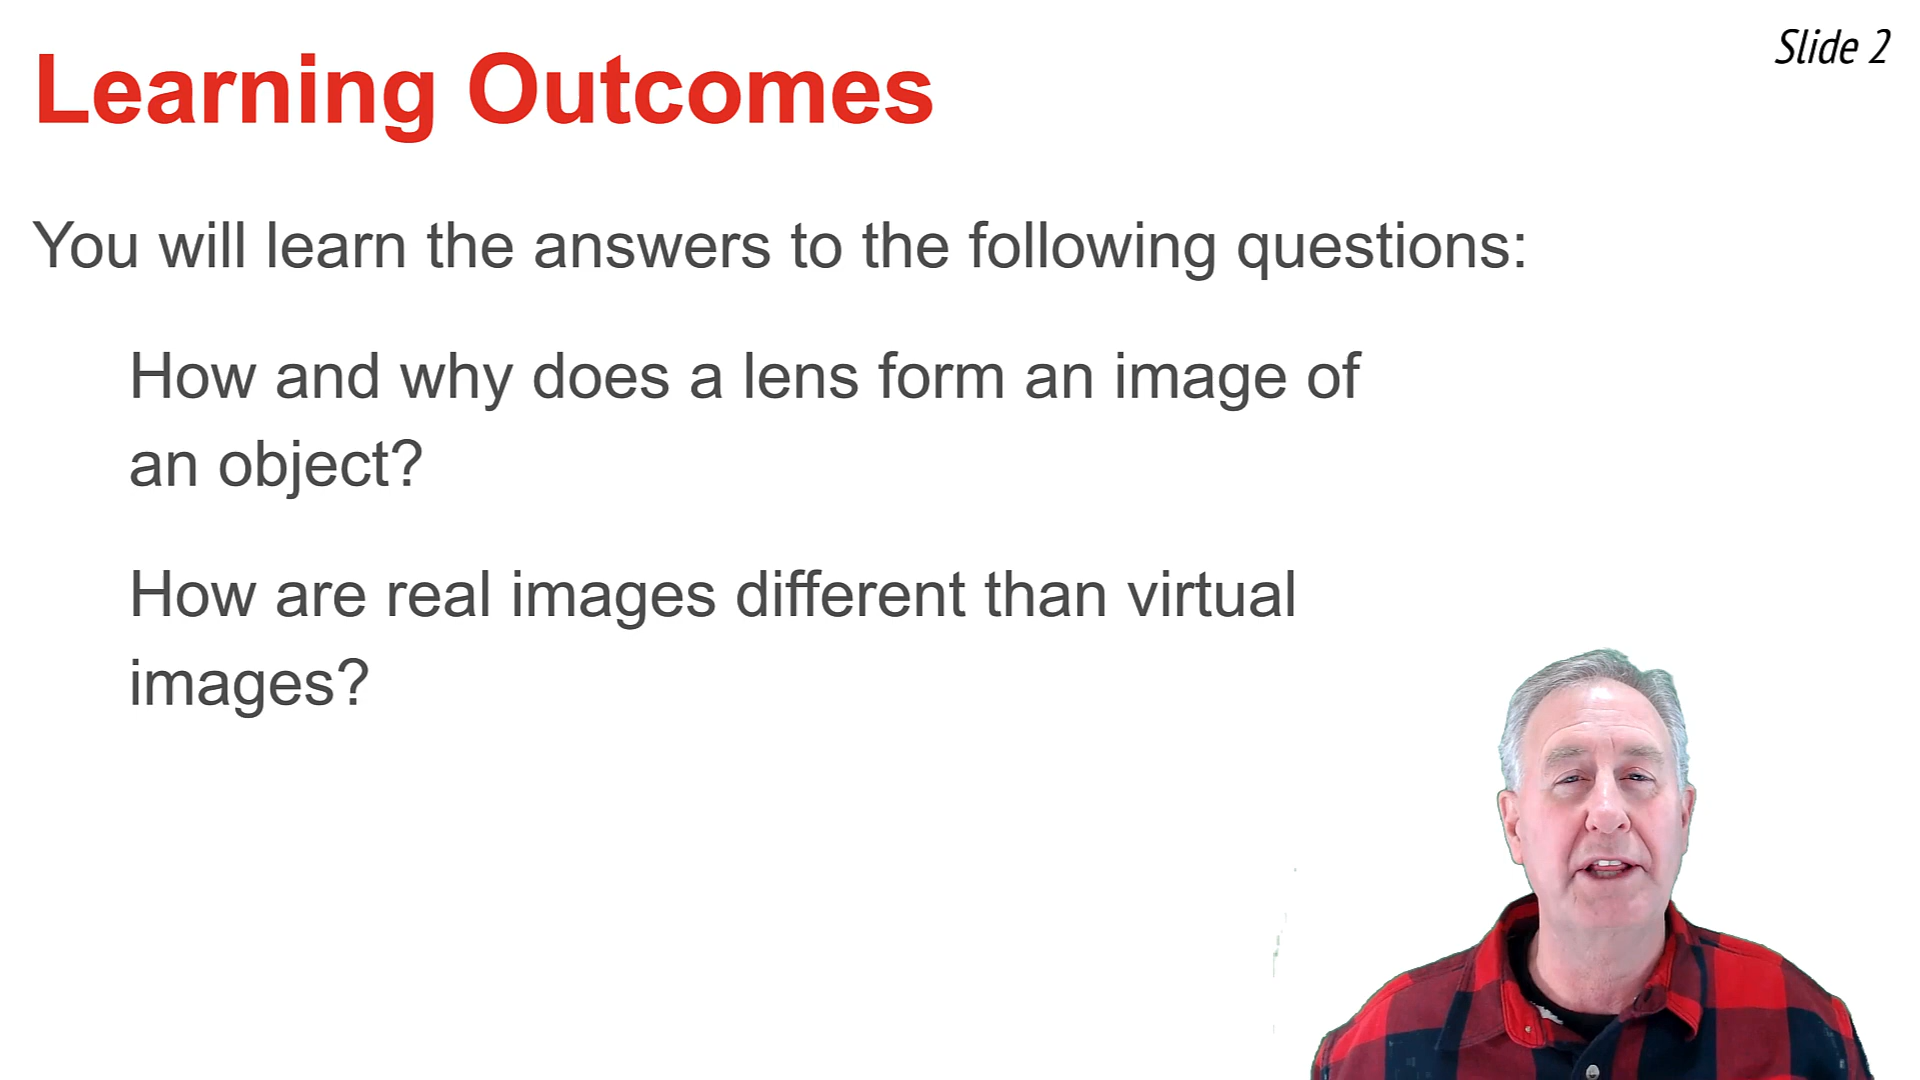 Learning Outcomes
Slide 2
You will learn the answers to the following questions:
How and why does a lens form an image of
an object?
How are real images different than virtual
images?